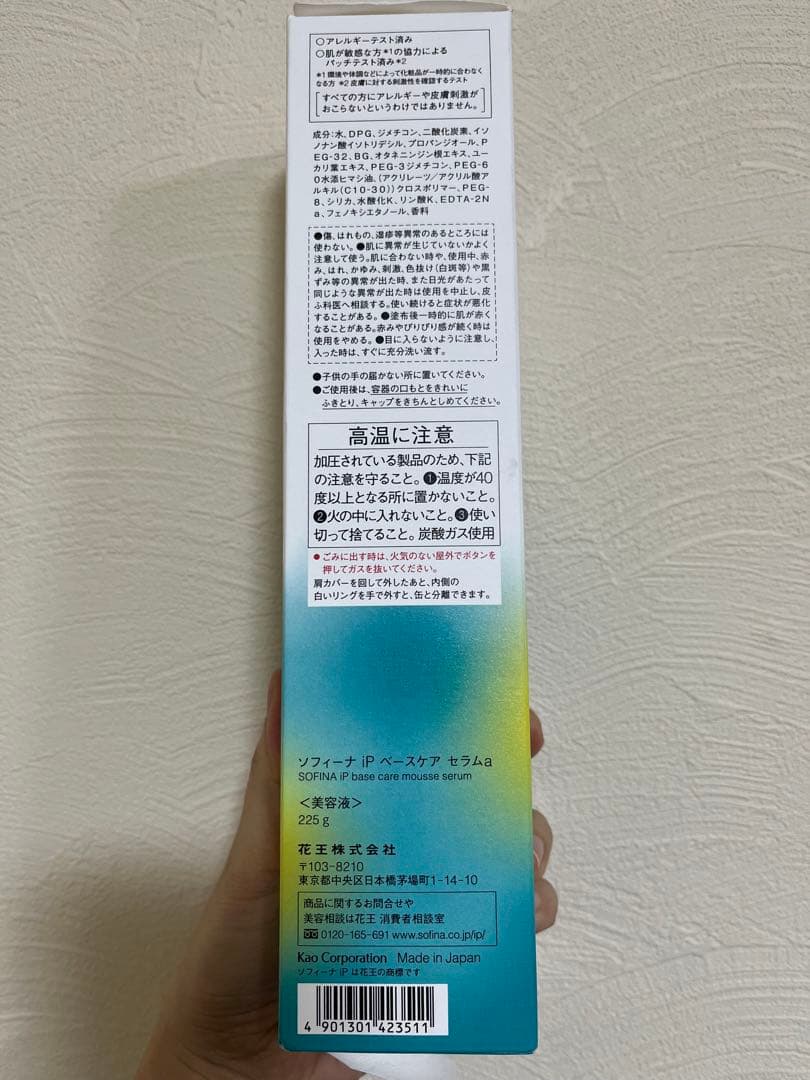 ○アレルギーテスト済み
○肌が敏感な方*1の協力による
パッチテスト済み*2
*1 環境や体調などによって化粧品が一時的に合わなく
なる方 *2 皮膚に対する刺激性を確認するテスト
[すべての方にアレルギーや皮膚刺激が
おこらないというわけではありません。]
成分:水、DPG、ジメチコン、二酸化炭素、イソ
ノナン酸イソトリデシル、プロパンジオール、P
EG-32、BG、オタネニンジン根エキス、ユー
カリ葉エキス、PEG-3ジメチコン、PEG-6
0水添ヒマシ油、(アクリレーツ/アクリル酸
アルキル(C10-30))クロスポリマー、PEG-
8、シリカ、水酸化K、リン酸K、EDTA-2N
a、フェノキシエタノール、香料
●傷、はれもの、湿疹等異常のあるところには
使わない。●肌に異常が生じていないかよく
注意して使う。肌に合わない時や、使用中、赤
み、はれ、かゆみ、刺激、色抜け(白斑等)や黒
ずみ等の異常が出た時、また日光があたって
同じような異常が出た時は使用を中止し、皮
ふ科医へ相談する。使い続けると症状が悪化
することがある。●塗布後一時的に肌が赤く
なることがある。赤みやぴりぴり感が続く時は
使用をやめる。●目に入らないように注意し、
入った時は、すぐに充分洗い流す。
●子供の手の届かない所に置いてください。
●ご使用後は、容器の口もとをきれいに
ふきとり、キャップをきちんとしめてください。
高温に注意
加圧されている製品のため、下記
の注意を守ること。❶温度が40
度以上となる所に置かないこと。
❷火の中に入れないこと。❸使い
切って捨てること。炭酸ガス使用
●ごみに出す時は、火気のない屋外でボタンを
押してガスを抜いてください。
肩カバーを回して外したあと、内側の
白いリングを手で外すと、缶と分離できます。
ソフィーナ iP ベースケア セラムa
SOFINA iP base care mousse serum
<美容液>
225 g
花王株式会社
〒103-8210
東京都中央区日本橋茅場町1-14-10
商品に関するお問合せや
美容相談は花王 消費者相談室
0120-165-691 www.sofina.co.jp/ip/
Kao Corporation Made in Japan
ソフィーナ iP は花王の商標です
4 901301 423511